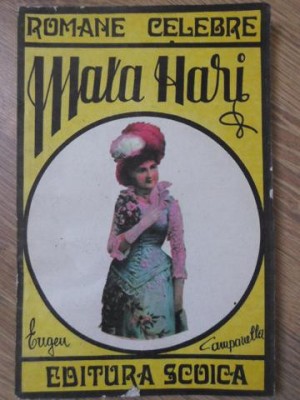 ROMANE CELEBRE
Mata Hari
Eugen Campanella
EDITURA SCOICA